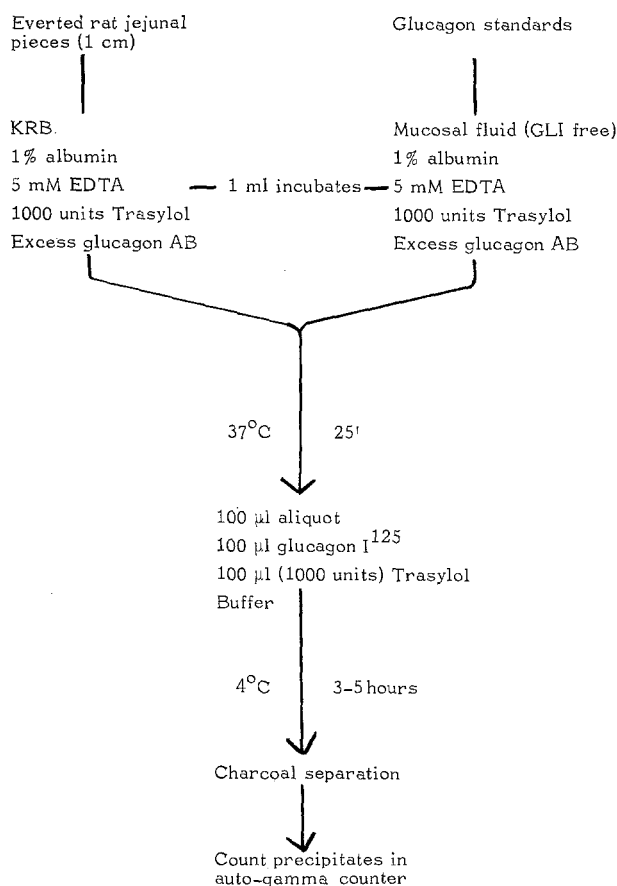 Everted rat jejunal
pieces (1 cm)
Glucagon standards
KRB.
1% albumin
5 mM EDTA
1000 units Trasylol
Excess glucagon AB
1 ml incubates
Mucosal fluid (GLI free)
1% albumin
5 mM EDTA
1000 units Trasylol
Excess glucagon AB
37°C 25'
100 µl aliquot
100 µl glucagon I¹²⁵
100 µl (1000 units) Trasylol
Buffer
4°C 3-5 hours
Charcoal separation
Count precipitates in
auto-gamma counter